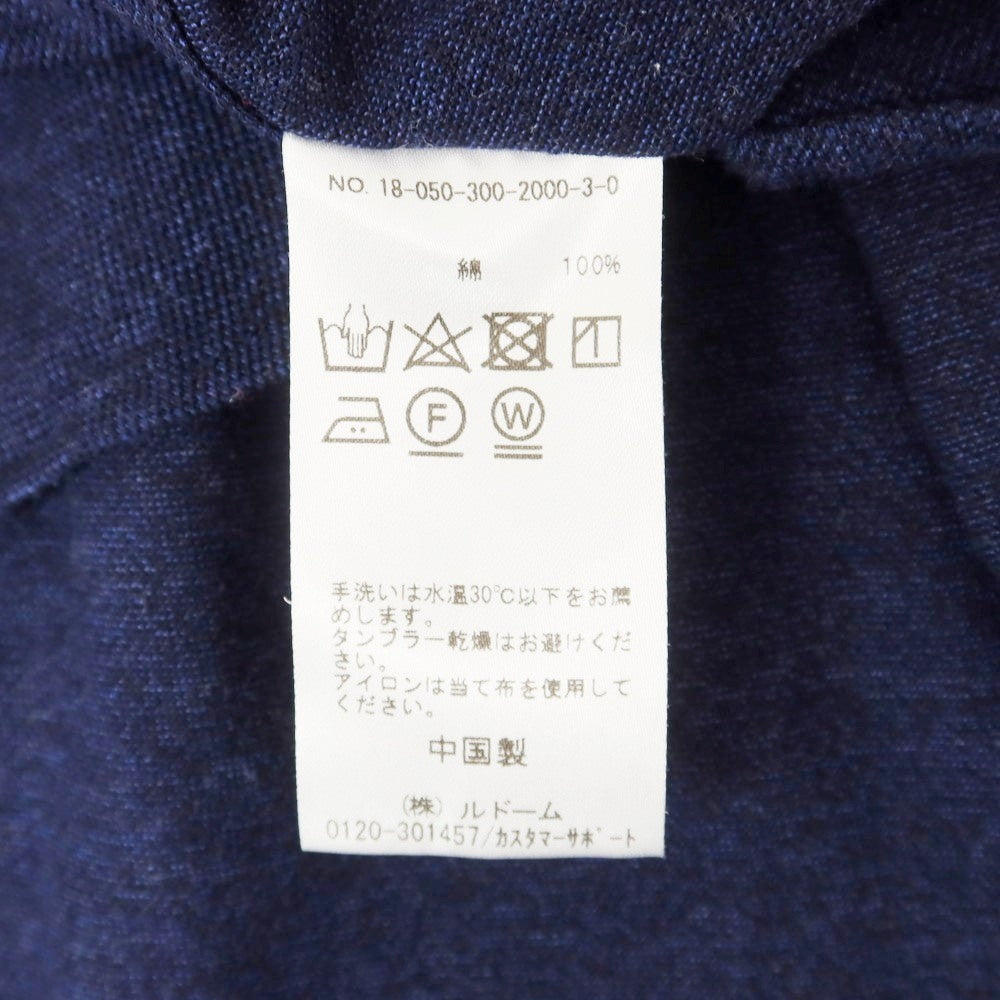 NO. 18-050-300-2000-3-0
綿 100%
F W
手洗いは水温30℃以下をお薦
めします。
タンブラー乾燥はお避けくだ
さい。
アイロンは当て布を使用して
ください。
中国製
(株) ルドーム
0120-301457/カスタマーサポート